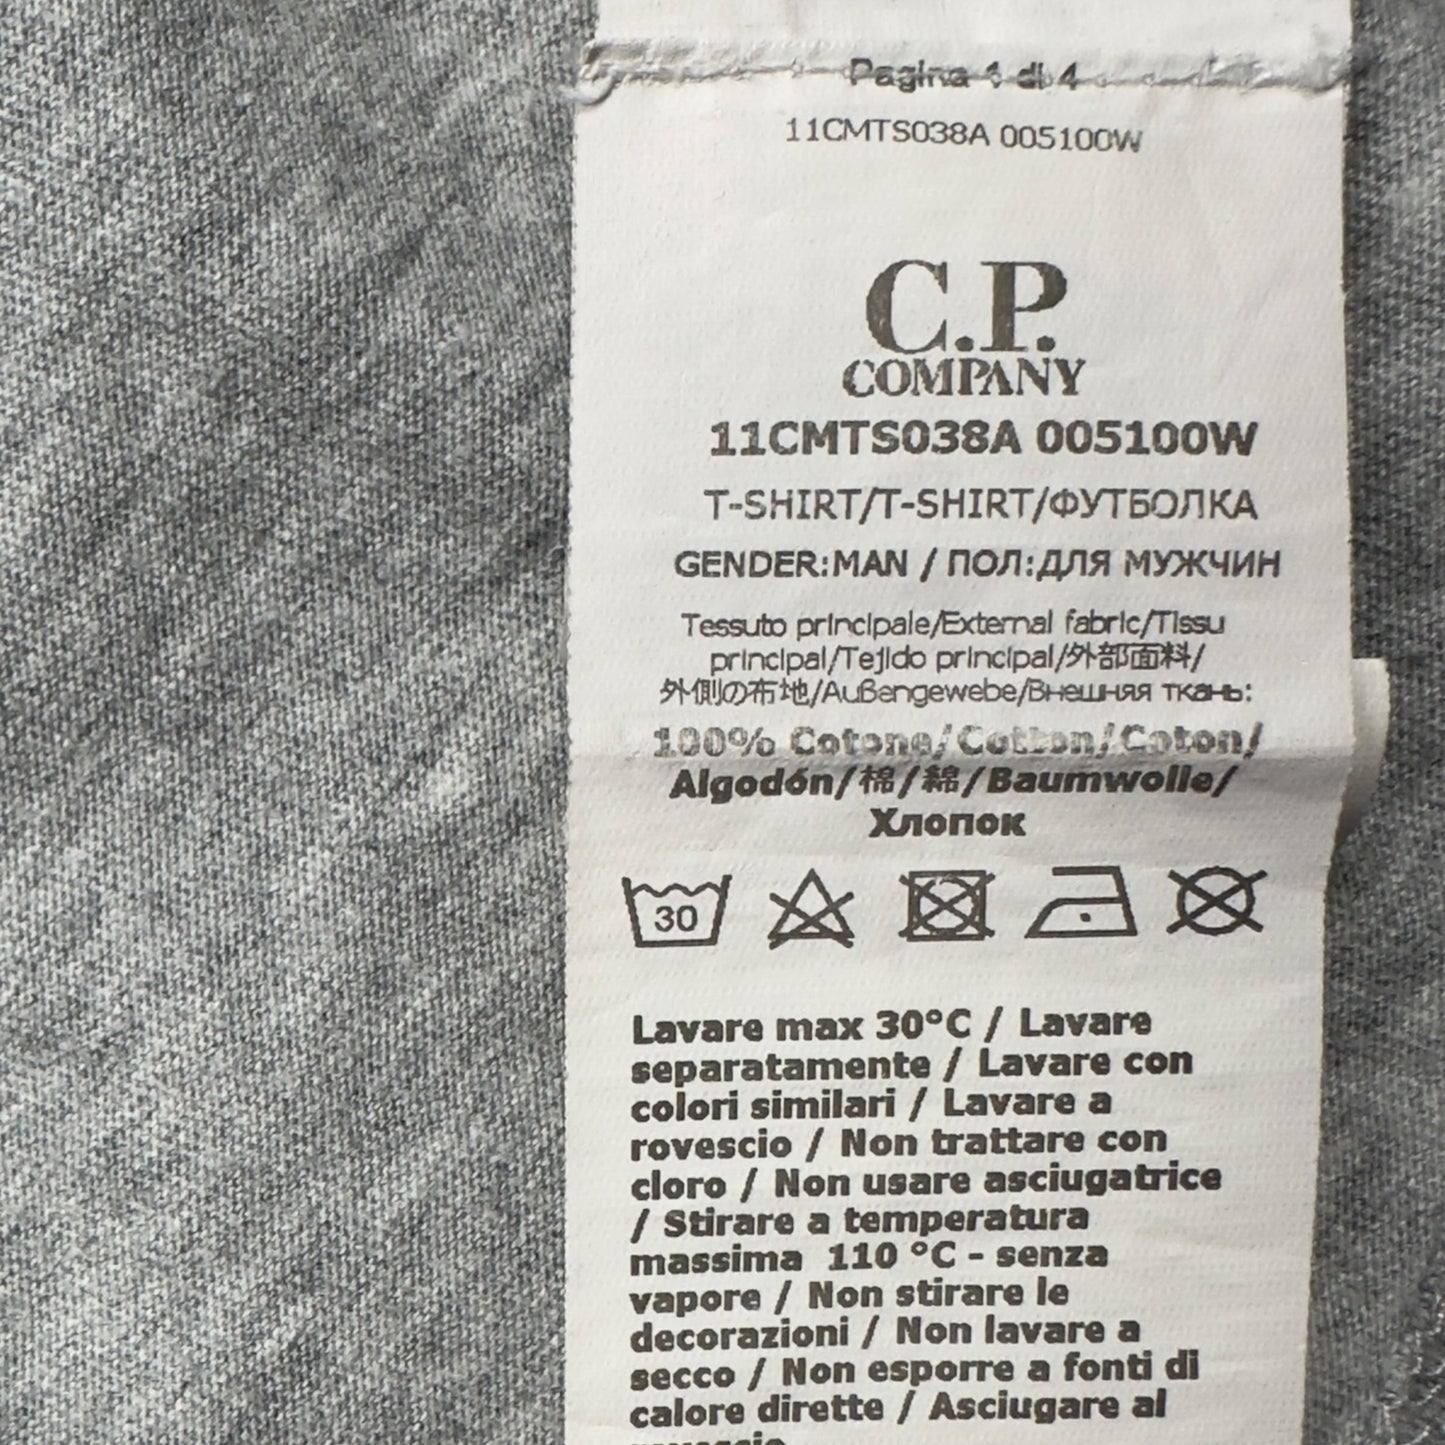 Pagina 1 di 4
11CMTS038A 005100W
C.P.
COMPANY
11CMTS038A 005100W
T-SHIRT/T-SHIRT/ФУТБОЛКА
GENDER:MAN / ПОЛ:ДЛЯ МУЖЧИН
Tessuto principale/External fabric/Tissu
principal/Tejido principal/外部面料/
外側の布地/Außengewebe/Внешняя ткань:
100% Cotone/Cotton/Coton/
Algodón/棉/綿/Baumwolle/
Хлопок
30
Lavare max 30°C / Lavare
separatamente / Lavare con
colori similari / Lavare a
rovescio / Non trattare con
cloro / Non usare asciugatrice
/ Stirare a temperatura
massima 110 °C - senza
vapore / Non stirare le
decorazioni / Non lavare a
secco / Non esporre a fonti di
calore dirette / Asciugare al